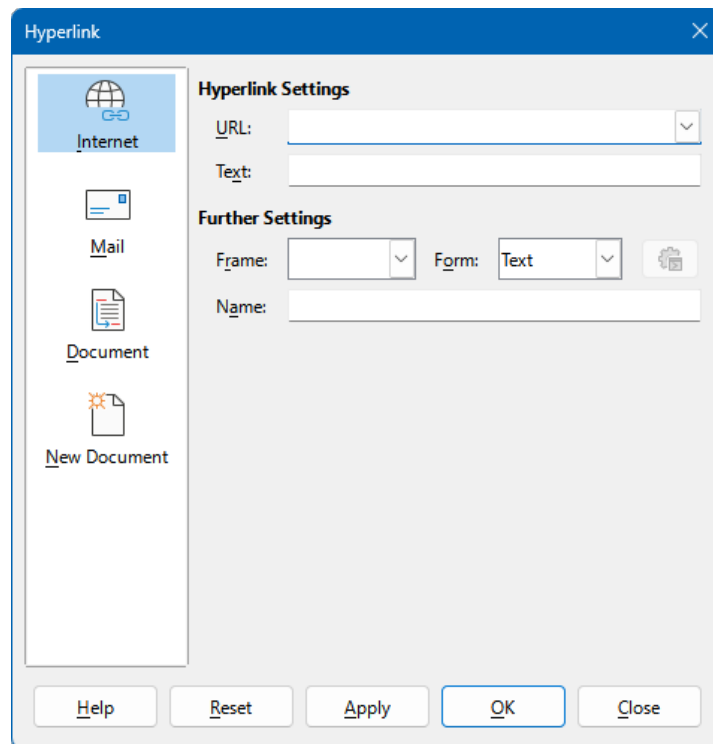 Hyperlink
Internet
Mail
Document
New Document
Hyperlink Settings
URL:
Text:
Further Settings
Frame: Form: Text
Name:
Help Reset Apply OK Close